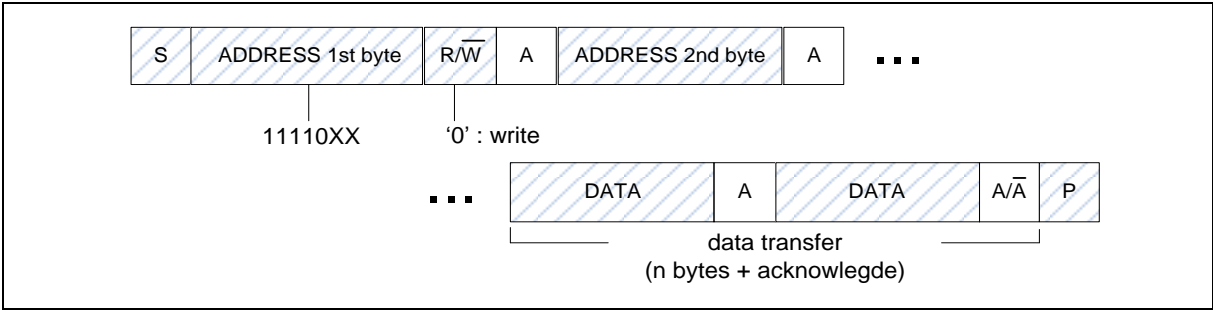 S ADDRESS 1st byte R/W̅ A ADDRESS 2nd byte A ...
11110XX '0' : write
... DATA A DATA A/A̅ P
data transfer
(n bytes + acknowlegde)